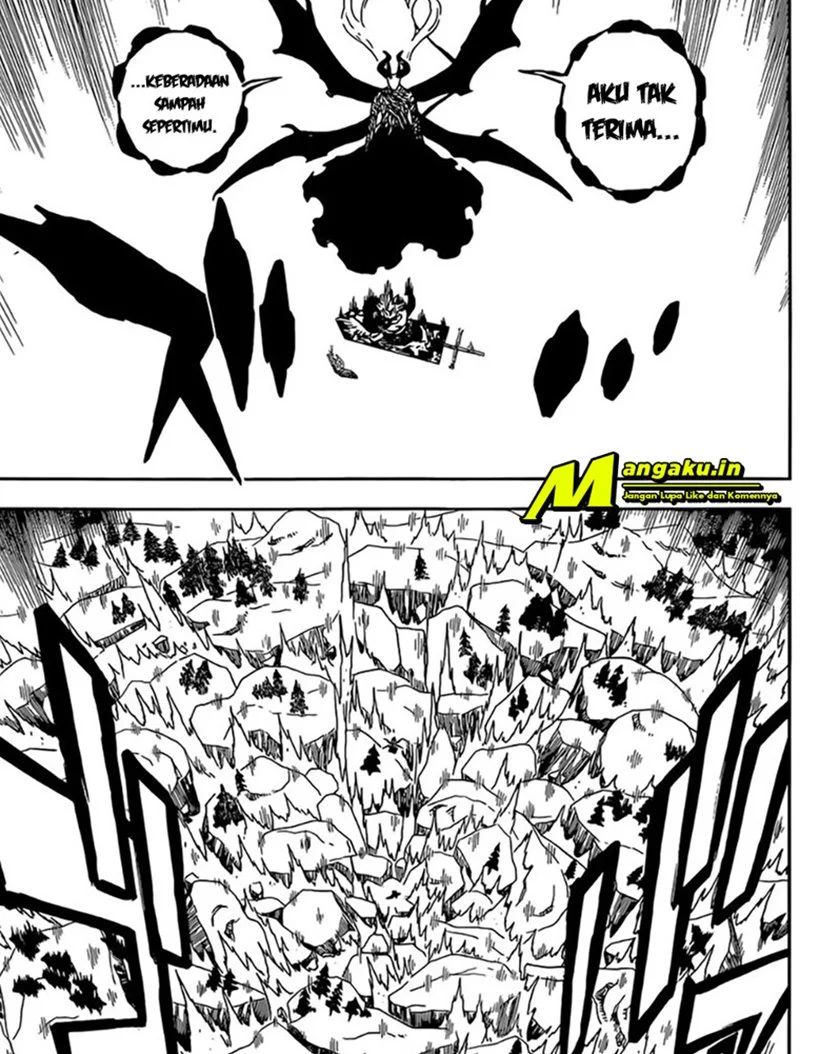 AKU TAK
TERIMA...
...KEBERADAAN
SAMPAH
SEPERTIMU.
Mangaku.in
Jangan Lupa Like dan Komennya